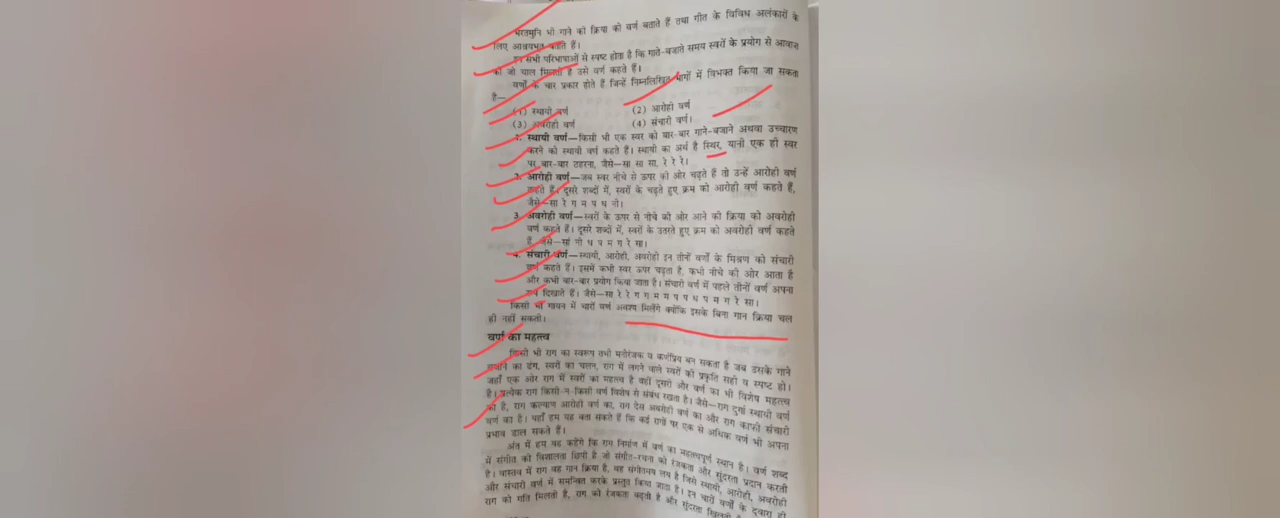 भरतमुनि भी गाने की क्रिया को वर्ण बताते हैं तथा गीत के विविध अलंकारों के
लिए आश्रयभूत कहते हैं।
इन सभी परिभाषाओं से स्पष्ट होता है कि गाते-बजाते समय स्वरों के प्रयोग से आवाज
की जो चाल मिलती है उसे वर्ण कहते हैं।
वर्णों के चार प्रकार होते हैं जिन्हें निम्नलिखित भागों में विभक्त किया जा सकता
है—
(1) स्थायी वर्ण (2) आरोही वर्ण
(3) अवरोही वर्ण (4) संचारी वर्ण।
1. स्थायी वर्ण—किसी भी एक स्वर को बार-बार गाने-बजाने अथवा उच्चारण
करने को स्थायी वर्ण कहते हैं। स्थायी का अर्थ है स्थिर, यानी एक ही स्वर
पर बार-बार ठहरना, जैसे—सा सा सा, रे रे रे।
2. आरोही वर्ण—जब स्वर नीचे से ऊपर की ओर चढ़ते हैं तो उन्हें आरोही वर्ण
कहते हैं। दूसरे शब्दों में, स्वरों के चढ़ते हुए क्रम को आरोही वर्ण कहते हैं,
जैसे—सा रे ग म प ध नी।
3. अवरोही वर्ण—स्वरों के ऊपर से नीचे की ओर आने की क्रिया को अवरोही
वर्ण कहते हैं। दूसरे शब्दों में, स्वरों के उतरते हुए क्रम को अवरोही वर्ण कहते
हैं, जैसे—सां नी ध प म ग रे सा।
4. संचारी वर्ण—स्थायी, आरोही, अवरोही इन तीनों वर्णों के मिश्रण को संचारी
वर्ण कहते हैं। इसमें कभी स्वर ऊपर चढ़ता है, कभी नीचे की ओर आता है
और कभी बार-बार प्रयोग किया जाता है। संचारी वर्ण में पहले तीनों वर्ण अपना
रूप दिखाते हैं। जैसे—सा रे रे ग ग म म प प ध प म ग रे सा।
किसी भी गायन में चारों वर्ण अवश्य मिलेंगे क्योंकि इसके बिना गान क्रिया चल
ही नहीं सकती।
वर्ण का महत्त्व
किसी भी राग का स्वरूप तभी मनोरंजक व कर्णप्रिय बन सकता है जब उसके गाने
बजाने का ढंग, स्वरों का चलन, राग में लगने वाले स्वरों की प्रकृति सही व स्पष्ट हो।
जहाँ एक ओर राग में स्वरों का महत्त्व है वहीं दूसरी ओर वर्ण का भी विशेष महत्त्व
है। प्रत्येक राग किसी-न-किसी वर्ण विशेष से संबंध रखता है। जैसे—राग दुर्गा स्थायी वर्ण
का है, राग कल्याण आरोही वर्ण का, राग देस अवरोही वर्ण का और राग काफी संचारी
वर्ण का है। यहाँ हम यह बता सकते हैं कि कई रागों पर एक से अधिक वर्ण भी अपना
प्रभाव डाल सकते हैं।
अंत में हम यह कहेंगे कि राग निर्माण में वर्ण का महत्त्वपूर्ण स्थान है। वर्ण शब्द
में संगीत की विशालता छिपी है जो संगीत-रचना को रंजकता और सुंदरता प्रदान करती
है। वास्तव में राग वह गान क्रिया है, वह संगीतमय लय है जिसे स्थायी, आरोही, अवरोही
और संचारी वर्ण में समन्वित करके प्रस्तुत किया जाता है। इन चारों वर्णों के द्वारा ही
राग को गति मिलती है, राग की रंजकता बढ़ती है और सुंदरता खिलती